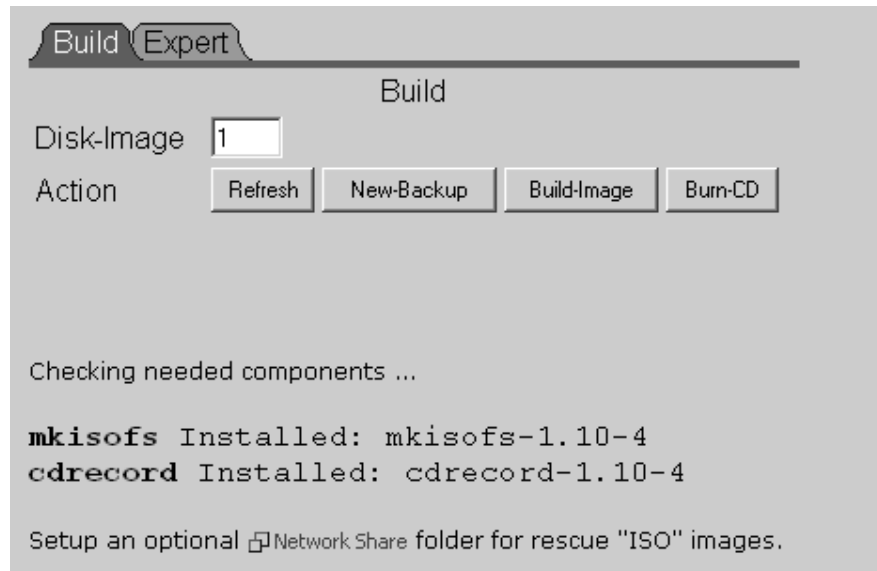 Build Expert
Build
Disk-Image 1
Action Refresh New-Backup Build-Image Burn-CD
Checking needed components ...
mkisofs Installed: mkisofs-1.10-4
cdrecord Installed: cdrecord-1.10-4
Setup an optional Network Share folder for rescue "ISO" images.